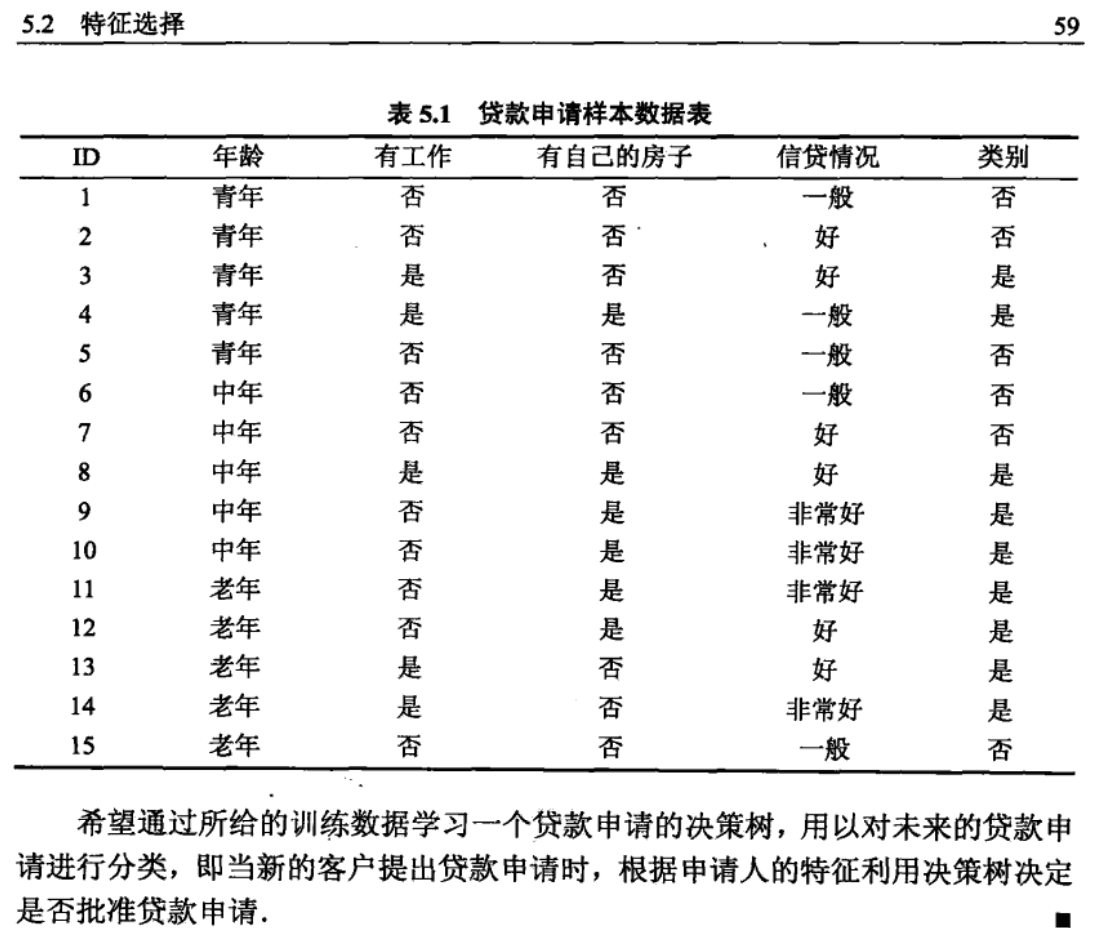 5.2 特征选择 59
表 5.1 贷款申请样本数据表
ID 年龄 有工作 有自己的房子 信贷情况 类别
1 青年 否 否 一般 否
2 青年 否 否 好 否
3 青年 是 否 好 是
4 青年 是 是 一般 是
5 青年 否 否 一般 否
6 中年 否 否 一般 否
7 中年 否 否 好 否
8 中年 是 是 好 是
9 中年 否 是 非常好 是
10 中年 否 是 非常好 是
11 老年 否 是 非常好 是
12 老年 否 是 好 是
13 老年 是 否 好 是
14 老年 是 否 非常好 是
15 老年 否 否 一般 否
希望通过所给的训练数据学习一个贷款申请的决策树，用以对未来的贷款申
请进行分类，即当新的客户提出贷款申请时，根据申请人的特征利用决策树决定
是否批准贷款申请． ■